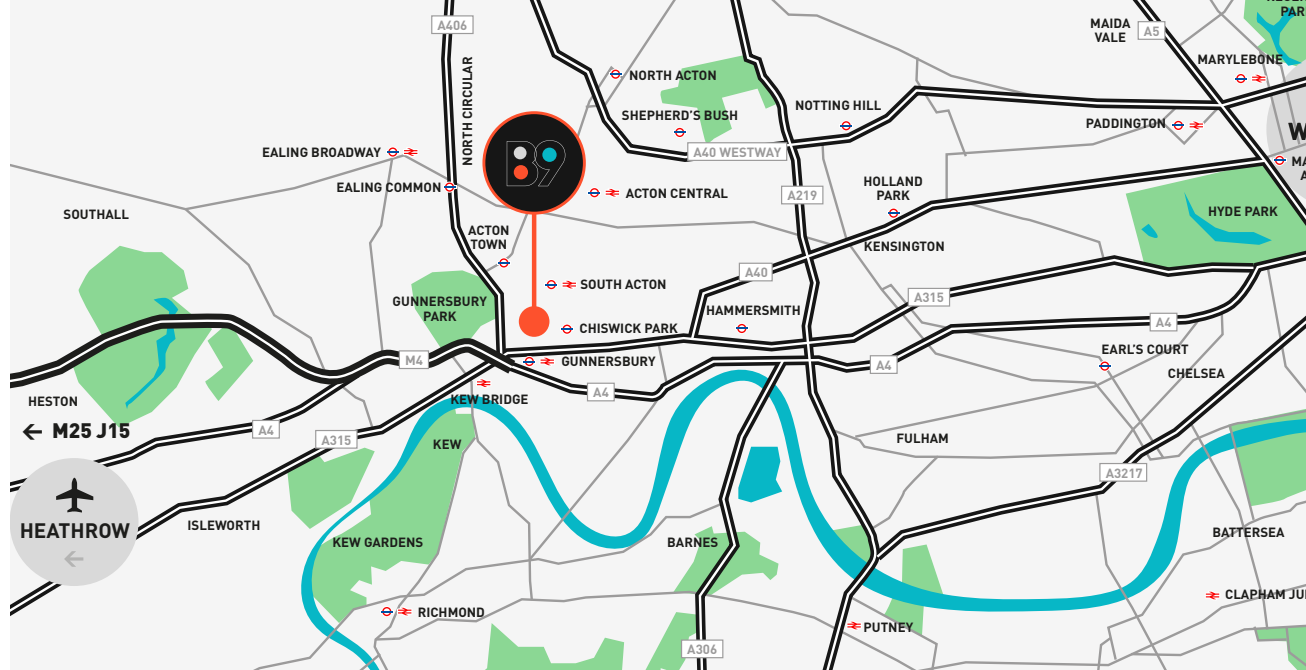 A406
MAIDA
VALE
A5
MARYLEBONE
NORTH CIRCULAR
NORTH ACTON
SHEPHERD'S BUSH
NOTTING HILL
PADDINGTON
EALING BROADWAY
B9
A40 WESTWAY
EALING COMMON
ACTON CENTRAL
A219
HOLLAND
PARK
SOUTHALL
HYDE PARK
ACTON
TOWN
KENSINGTON
A40
SOUTH ACTON
GUNNERSBURY
PARK
A315
HAMMERSMITH
A4
CHISWICK PARK
M4
GUNNERSBURY
A4
EARL'S COURT
CHELSEA
A4
KEW BRIDGE
HESTON
← M25 J15
A4
A315
KEW
FULHAM
A3217
HEATHROW
←
ISLEWORTH
KEW GARDENS
BARNES
BATTERSEA
RICHMOND
CLAPHAM JU
PUTNEY
A306